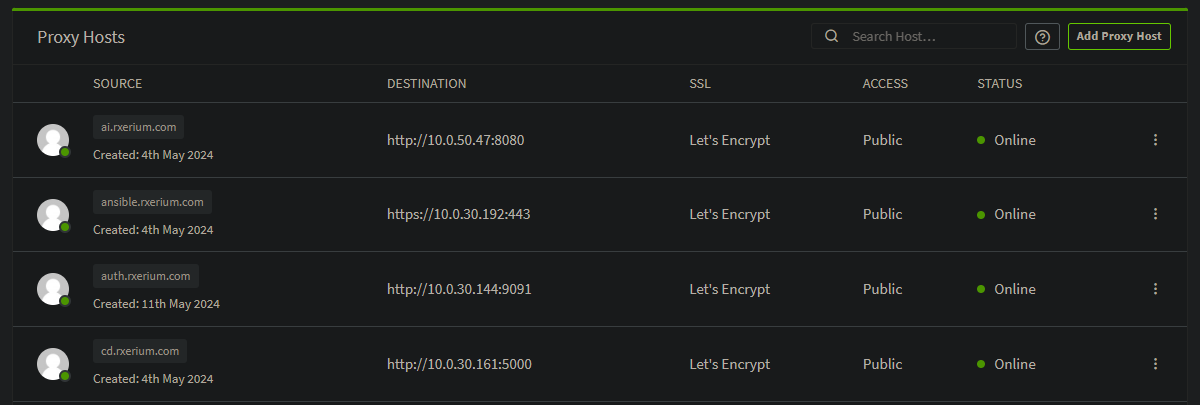 Proxy Hosts
Search Host...
Add Proxy Host
SOURCE DESTINATION SSL ACCESS STATUS
ai.rxerium.com
Created: 4th May 2024
http://10.0.50.47:8080 Let's Encrypt Public Online
ansible.rxerium.com
Created: 4th May 2024
https://10.0.30.192:443 Let's Encrypt Public Online
auth.rxerium.com
Created: 11th May 2024
http://10.0.30.144:9091 Let's Encrypt Public Online
cd.rxerium.com
Created: 4th May 2024
http://10.0.30.161:5000 Let's Encrypt Public Online